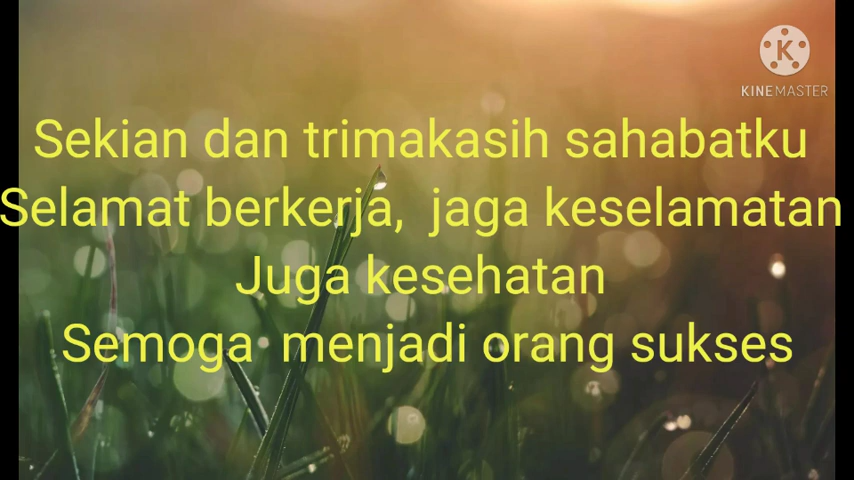 KINEMASTER
Sekian dan trimakasih sahabatku
Selamat berkerja,  jaga keselamatan
Juga kesehatan
Semoga  menjadi orang sukses